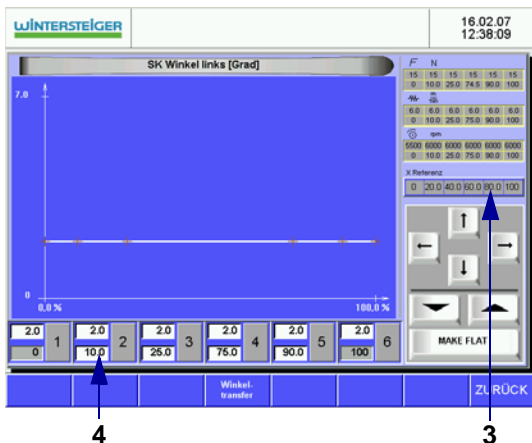 WINTERSTEIGER
16.02.07
12:38:09
SK Winkel links [Grad]
7.0
0
0,0 %
100,0 %
F N
15 15 15 15 15 15
0 10.0 25.0 74.5 90.0 100
6.0 6.0 6.0 6.0 6.0 6.0
0 10.0 25.0 75.0 90.0 100
rpm
5500 6000 6000 6000 6000 6000
0 10.0 25.0 75.0 90.0 100
X Referenz
0 20.0 40.0 60.0 80.0 100
MAKE FLAT
2.0 2.0 2.0 2.0 2.0 2.0
1 2 3 4 5 6
0 10.0 25.0 75.0 90.0 100
Winkel-
transfer
ZURÜCK
4
3